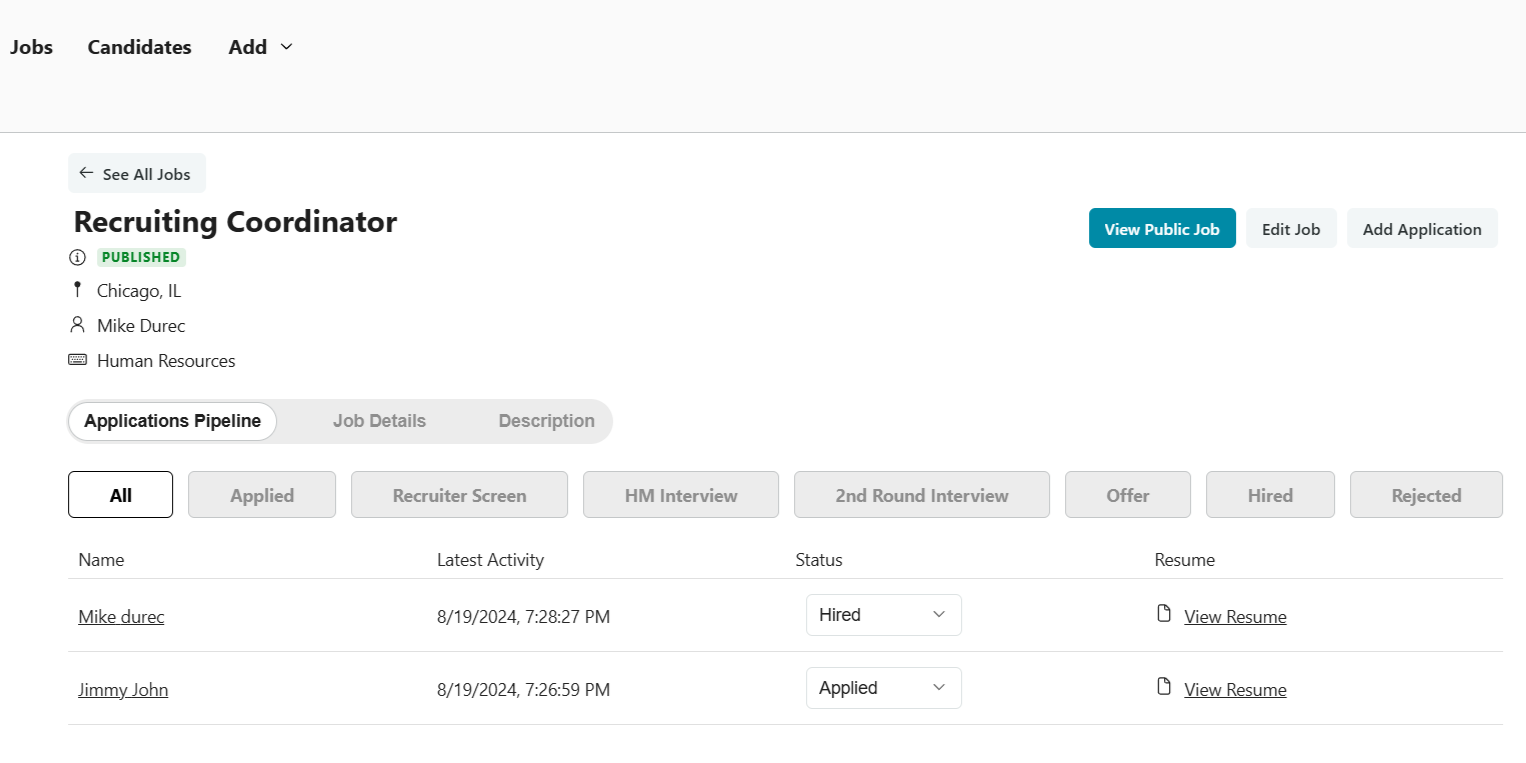 Jobs Candidates Add
See All Jobs
Recruiting Coordinator
View Public Job Edit Job Add Application
PUBLISHED
Chicago, IL
Mike Durec
Human Resources
Applications Pipeline Job Details Description
All Applied Recruiter Screen HM Interview 2nd Round Interview Offer Hired Rejected
Name Latest Activity Status Resume
Mike durec 8/19/2024, 7:28:27 PM Hired View Resume
Jimmy John 8/19/2024, 7:26:59 PM Applied View Resume